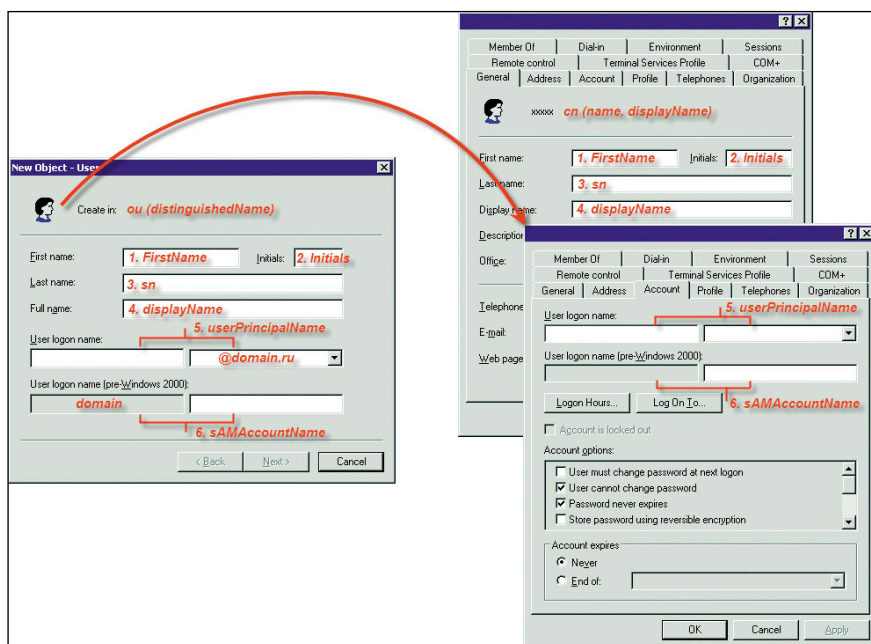 New Object - User
Create in: ou (distinguishedName)
First name: 1. FirstName Initials: 2. Initials
Last name: 3. sn
Full name: 4. displayName
5. userPrincipalName
User logon name: @domain.ru
User logon name (pre-Windows 2000):
domain
6. sAMAccountName
< Back Next > Cancel
Member Of Dial-in Environment Sessions
Remote control Terminal Services Profile COM+
General Address Account Profile Telephones Organization
xxxxx cn (name, displayName)
First name: 1. FirstName Initials: 2. Initials
Last name: 3. sn
Display name: 4. displayName
Description
Office:
Telephone
E-mail:
Web page
Member Of Dial-in Environment Sessions
Remote control Terminal Services Profile COM+
General Address Account Profile Telephones Organization
5. userPrincipalName
User logon name:
User logon name (pre-Windows 2000):
6. sAMAccountName
Logon Hours... Log On To...
Account is locked out
Account options:
User must change password at next logon
User cannot change password
Password never expires
Store password using reversible encryption
Account expires
Never
End of:
OK Cancel Apply